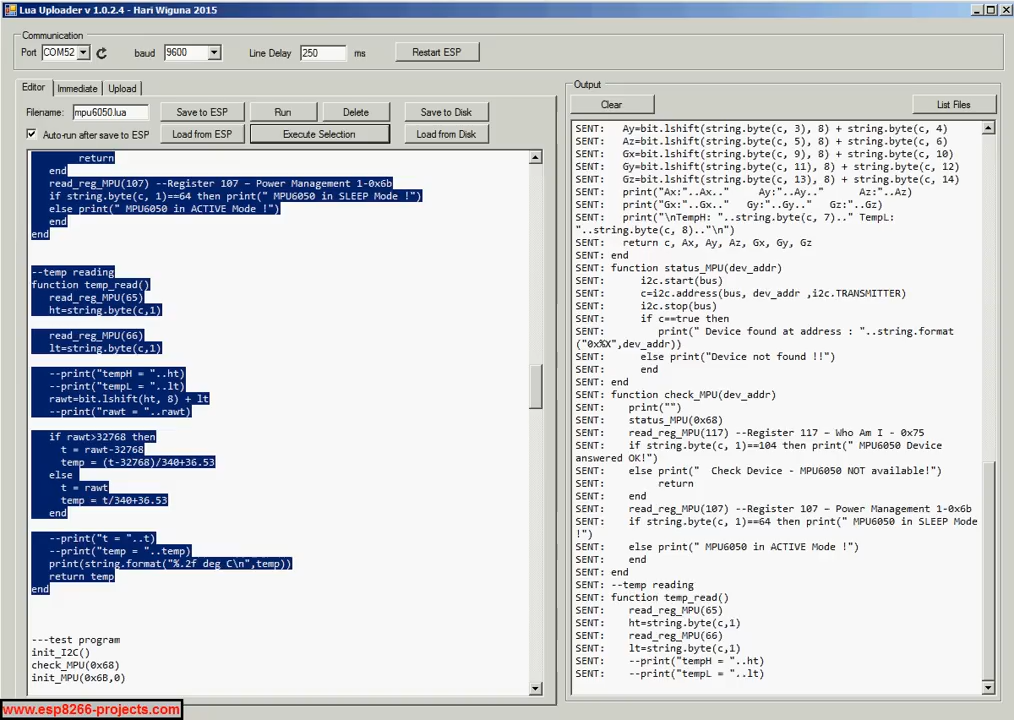 Lua Uploader v 1.0.2.4 - Hari Wiguna 2015
Communication
Port COM52 baud 9600 Line Delay 250 ms Restart ESP
Editor Immediate Upload
Filename: mpu6050.lua Save to ESP Run Delete Save to Disk
Auto-run after save to ESP Load from ESP Execute Selection Load from Disk
return
end
read_reg_MPU(107) --Register 107 – Power Management 1-0x6b
if string.byte(c, 1)==64 then print(" MPU6050 in SLEEP Mode !")
else print(" MPU6050 in ACTIVE Mode !")
end
end
--temp reading
function temp_read()
read_reg_MPU(65)
ht=string.byte(c,1)
read_reg_MPU(66)
lt=string.byte(c,1)
--print("tempH = "..ht)
--print("tempL = "..lt)
rawt=bit.lshift(ht, 8) + lt
--print("rawt = "..rawt)
if rawt>32768 then
t = rawt-32768
temp = (t-32768)/340+36.53
else
t = rawt
temp = t/340+36.53
end
--print("t = "..t)
--print("temp = "..temp)
print(string.format("%.2f deg C\n",temp))
return temp
end
---test program
init_I2C()
check_MPU(0x68)
init_MPU(0x6B,0)
Output
Clear List Files
SENT: Ay=bit.lshift(string.byte(c, 3), 8) + string.byte(c, 4)
SENT: Az=bit.lshift(string.byte(c, 5), 8) + string.byte(c, 6)
SENT: Gx=bit.lshift(string.byte(c, 9), 8) + string.byte(c, 10)
SENT: Gy=bit.lshift(string.byte(c, 11), 8) + string.byte(c, 12)
SENT: Gz=bit.lshift(string.byte(c, 13), 8) + string.byte(c, 14)
SENT: print("Ax:"..Ax.." Ay:"..Ay.." Az:"..Az)
SENT: print("Gx:"..Gx.." Gy:"..Gy.." Gz:"..Gz)
SENT: print("\nTempH: "..string.byte(c, 7).." TempL:
"..string.byte(c, 8).."\n")
SENT: return c, Ax, Ay, Az, Gx, Gy, Gz
SENT: end
SENT: function status_MPU(dev_addr)
SENT: i2c.start(bus)
SENT: c=i2c.address(bus, dev_addr ,i2c.TRANSMITTER)
SENT: i2c.stop(bus)
SENT: if c==true then
SENT: print(" Device found at address : "..string.format
("0x%X",dev_addr))
SENT: else print("Device not found !!")
SENT: end
SENT: end
SENT: function check_MPU(dev_addr)
SENT: print("")
SENT: status_MPU(0x68)
SENT: read_reg_MPU(117) --Register 117 – Who Am I - 0x75
SENT: if string.byte(c, 1)==104 then print(" MPU6050 Device
answered OK!")
SENT: else print(" Check Device - MPU6050 NOT available!")
SENT: return
SENT: end
SENT: read_reg_MPU(107) --Register 107 – Power Management 1-0x6b
SENT: if string.byte(c, 1)==64 then print(" MPU6050 in SLEEP Mode
!")
SENT: else print(" MPU6050 in ACTIVE Mode !")
SENT: end
SENT: end
SENT: --temp reading
SENT: function temp_read()
SENT: read_reg_MPU(65)
SENT: ht=string.byte(c,1)
SENT: read_reg_MPU(66)
SENT: lt=string.byte(c,1)
SENT: --print("tempH = "..ht)
SENT: --print("tempL = "..lt)
www.esp8266-projects.com